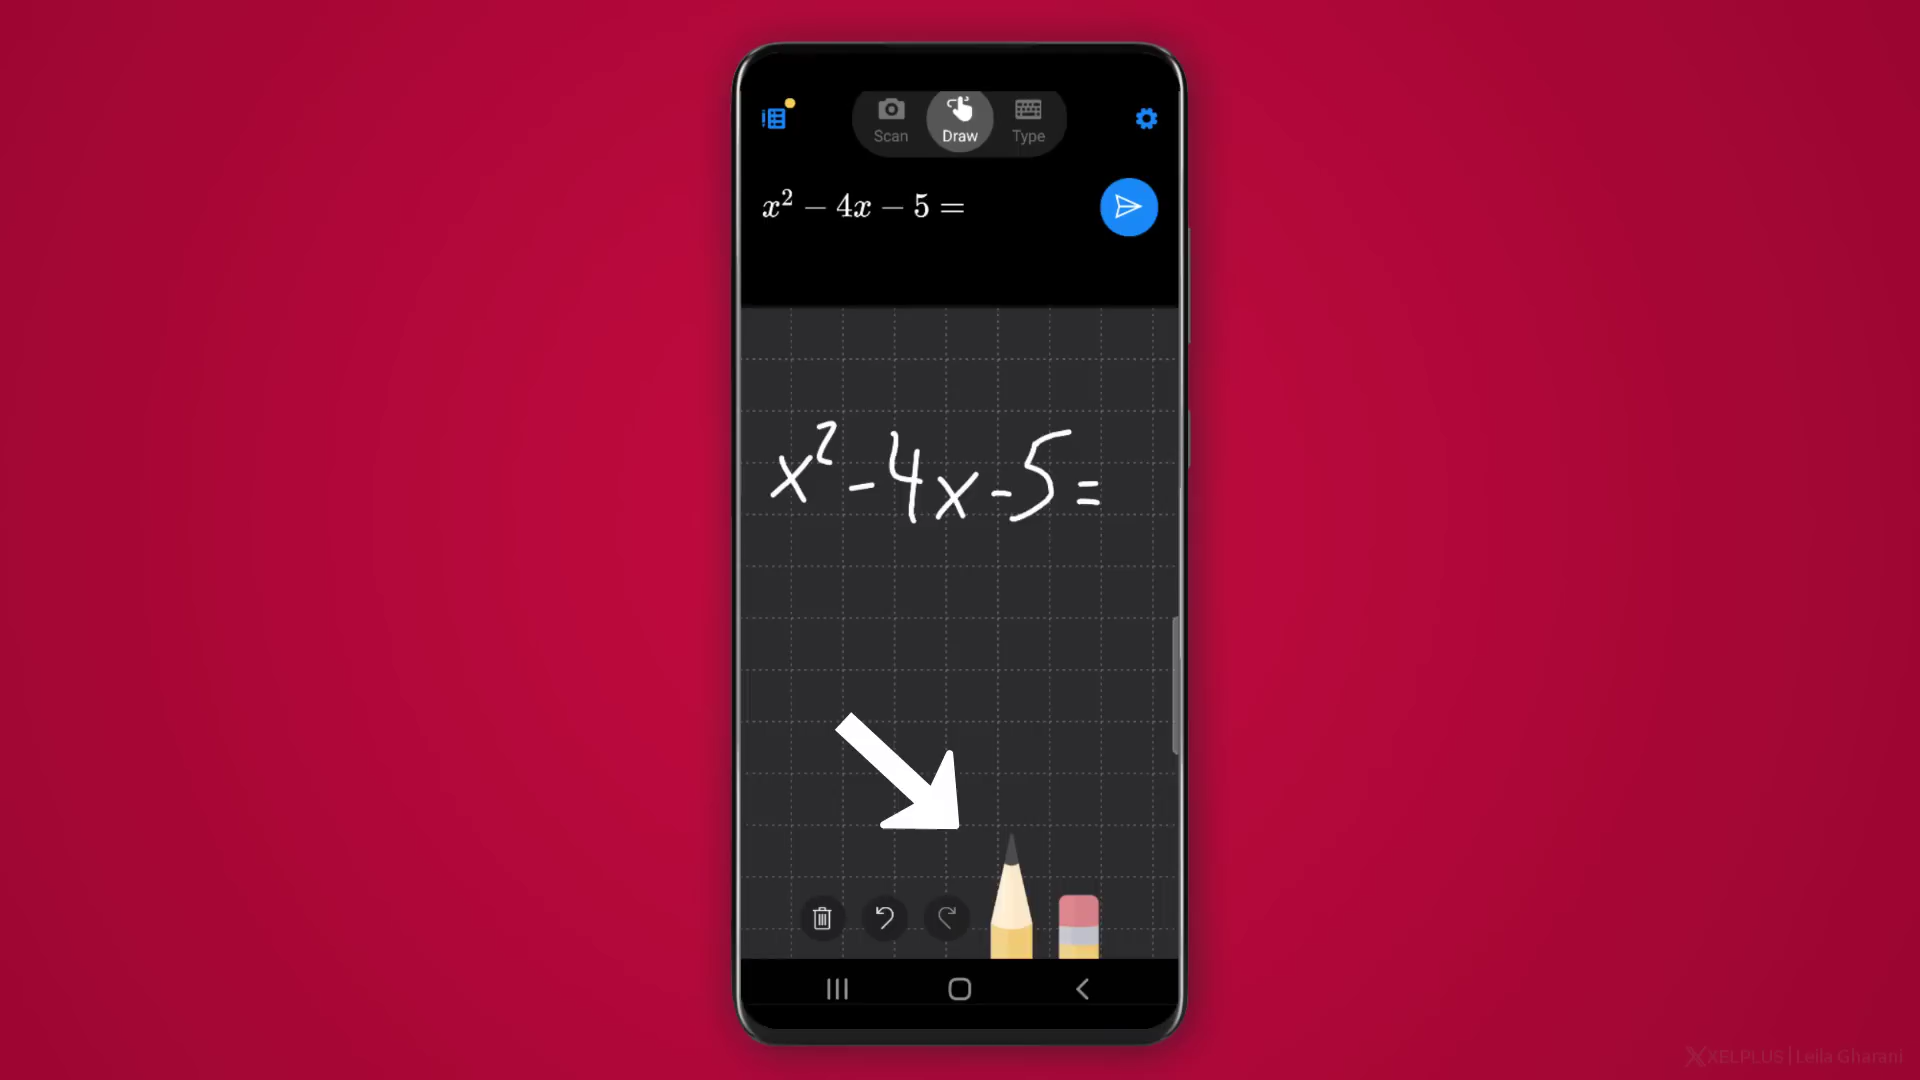 Scan Draw Type
x² − 4x − 5 =
x² - 4x - 5 =
XELPLUS | Leila Gharani